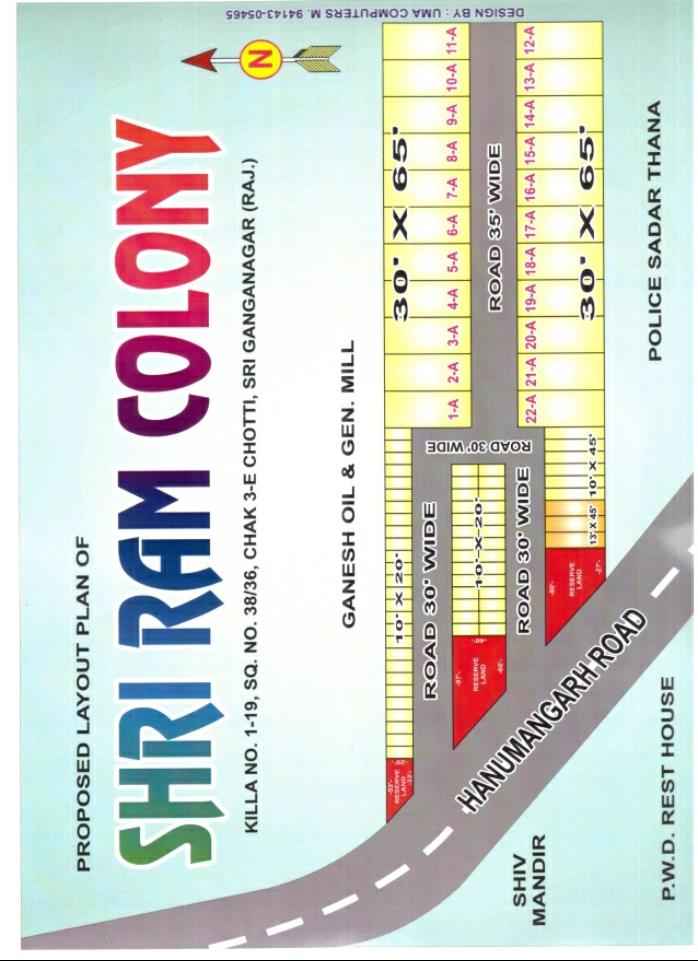 PROPOSED LAYOUT PLAN OF
SHRI RAM COLONY
KILLA NO. 1-19, SQ. NO. 38/36, CHAK 3-E CHOTTI, SRI GANGANAGAR (RAJ.)
N
DESIGN BY : UMA COMPUTERS M. 94143-05465
GANESH OIL & GEN. MILL
-53'-
RESERVE
LAND
-33'-
-20'-
10' X 20'
30' X 65'
ROAD 30' WIDE
1-A 2-A 3-A 4-A 5-A 6-A 7-A 8-A 9-A 10-A 11-A
-97'-
RESERVE
LAND
-60'-
-40'-
10'-X-20'
ROAD 30' WIDE
ROAD 35' WIDE
ROAD 30' WIDE
22-A 21-A 20-A 19-A 18-A 17-A 16-A 15-A 14-A 13-A 12-A
-80'-
RESERVE
LAND
-27'-
13' X 45'
10' X 45'
30' X 65'
HANUMANGARH ROAD
SHIV
MANDIR
P.W.D. REST HOUSE
POLICE SADAR THANA